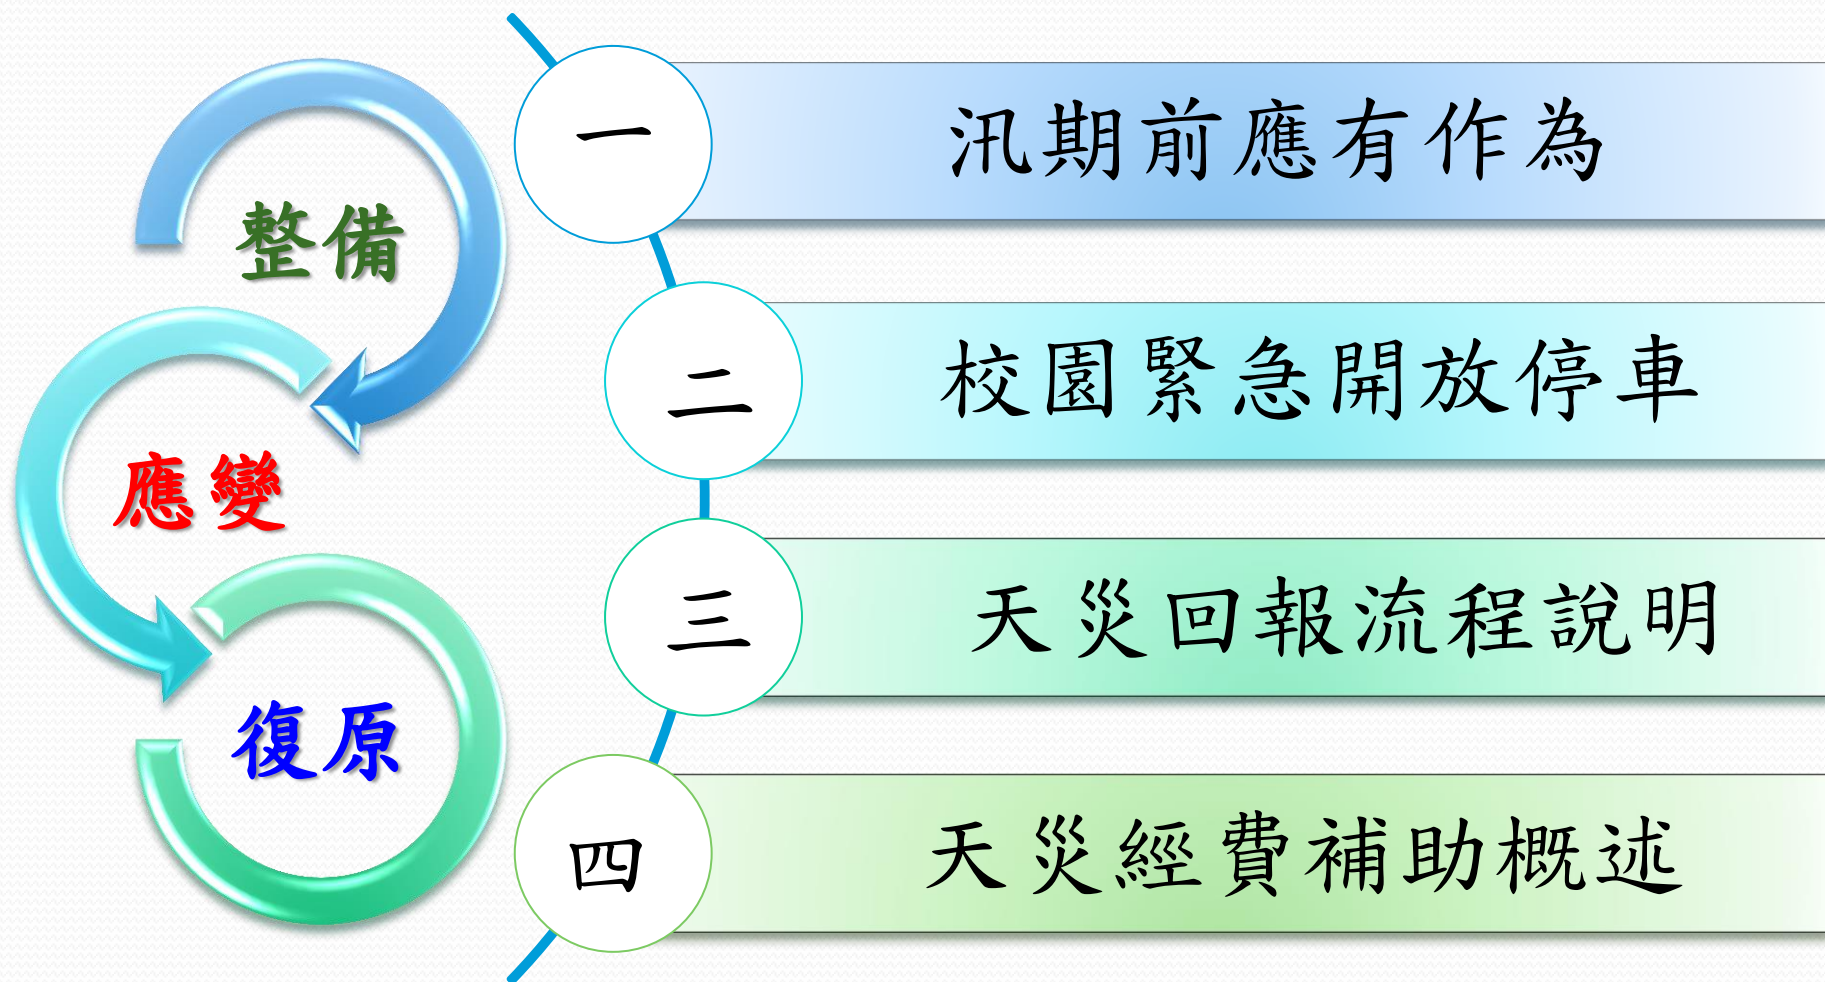 整備
應變
復原
一
汛期前應有作為
二
校園緊急開放停車
三
天災回報流程說明
四
天災經費補助概述